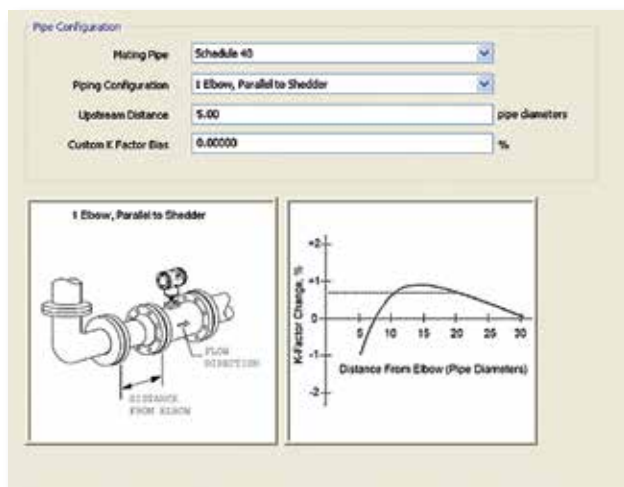 Pipe Configuration
Mating Pipe Schedule 40
Piping Configuration 1 Elbow, Parallel to Shedder
Upstream Distance 5.00 pipe diameters
Custom K Factor Bias 0.00000 %
1 Elbow, Parallel to Shedder
FLOW
DIRECTION
DISTANCE
FROM ELBOW
K-Factor Change, %
+2
+1
0
-1
-2
5 10 15 20 25 30
Distance From Elbow (Pipe Diameters)